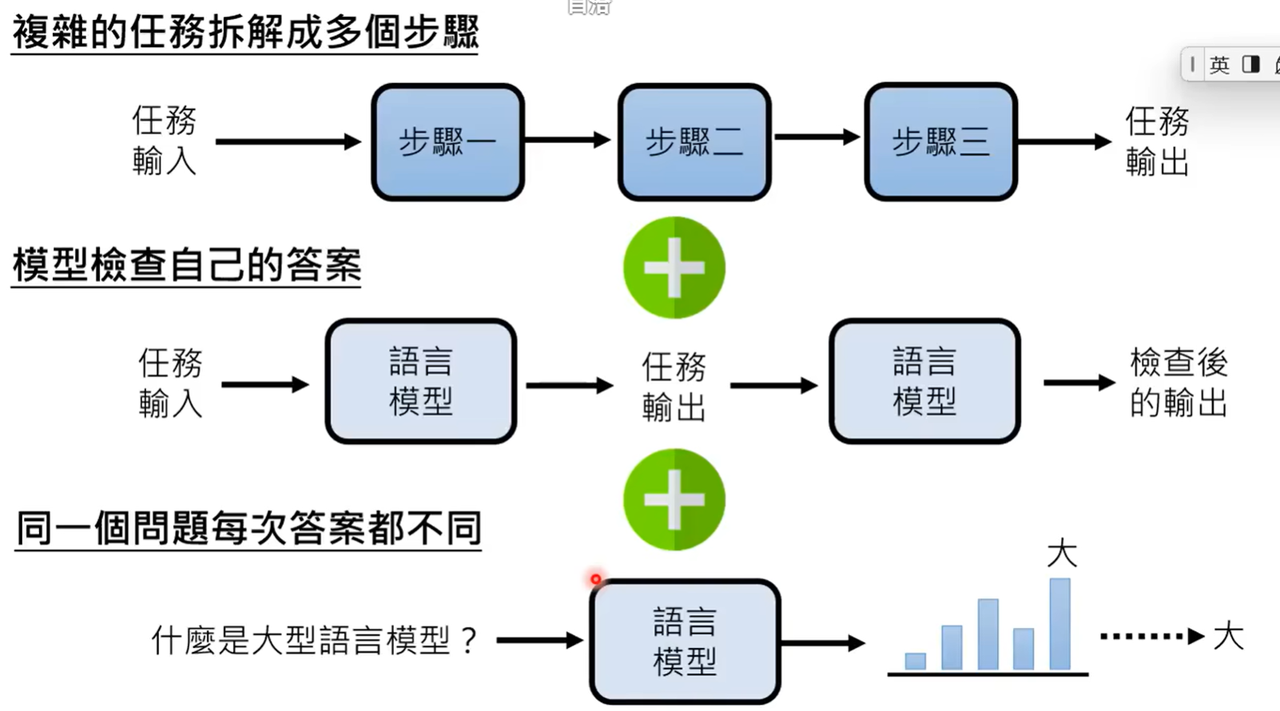 複雜的任務拆解成多個步驟
英
任務
輸入
步驟一
步驟二
步驟三
任務
輸出
模型檢查自己的答案
任務
輸入
語言
模型
任務
輸出
語言
模型
檢查後
的輸出
同一個問題每次答案都不同
什麼是大型語言模型？
語言
模型
大
大